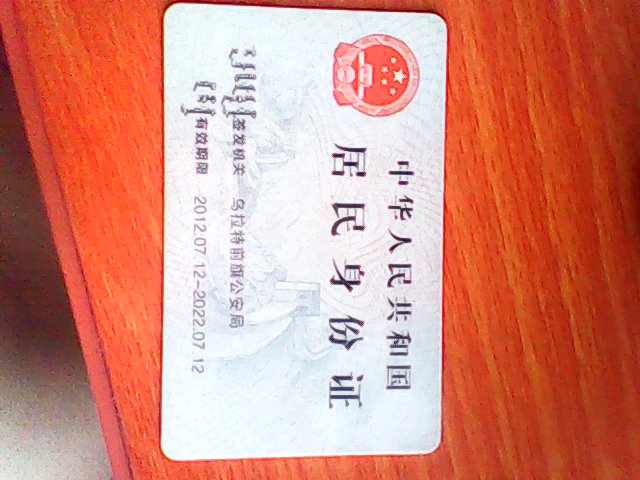 中华人民共和国
居民身份证
签发机关 乌拉特前旗公安局
有效期限 2012.07.12-2022.07.12